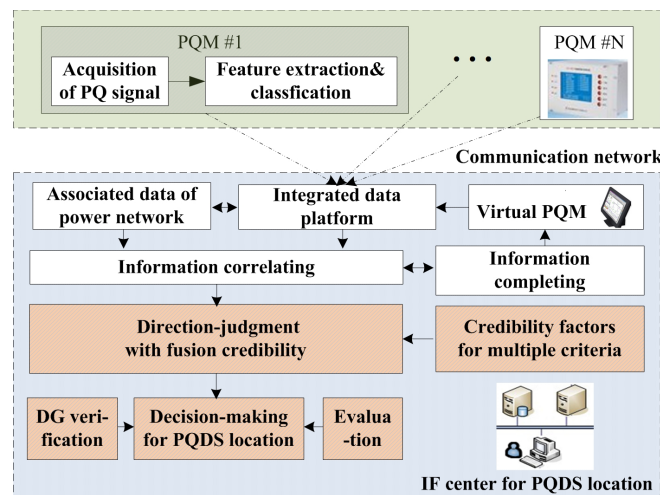 PQM #1
PQM #N
Acquisition
of PQ signal
Feature extraction&
classfication
Communication network
Associated data of
power network
Integrated data
platform
Virtual PQM
Information correlating
Information
completing
Direction-judgment
with fusion credibility
Credibility factors
for multiple criteria
DG veri-
fication
Decision-making
for PQDS location
Evalua
-tion
IF center for PQDS location